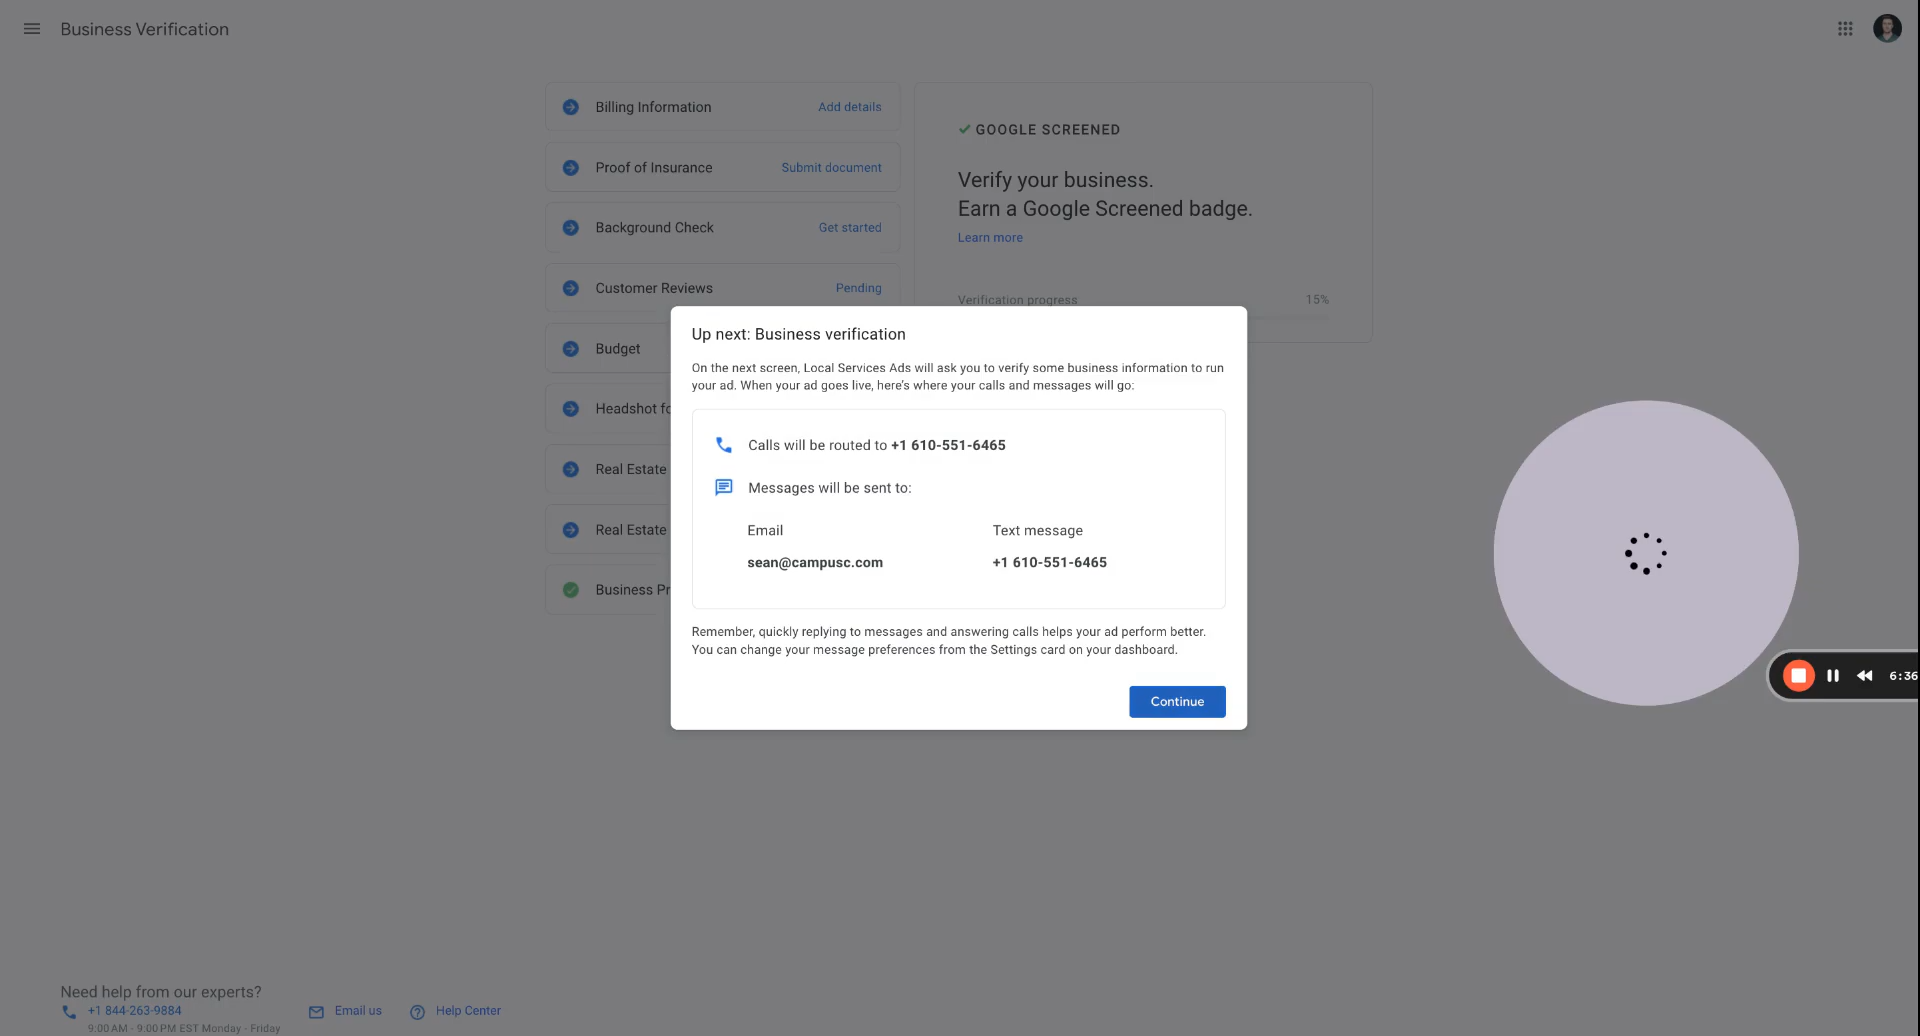 Business Verification
Billing Information Add details
Proof of Insurance Submit document
Background Check Get started
Customer Reviews Pending
Budget
Headshot fo
Real Estate
Real Estate
Business Pr
GOOGLE SCREENED
Verify your business.
Earn a Google Screened badge.
Learn more
Verification progress 15%
Up next: Business verification
On the next screen, Local Services Ads will ask you to verify some business information to run
your ad. When your ad goes live, here's where your calls and messages will go:
Calls will be routed to +1 610-551-6465
Messages will be sent to:
Email Text message
sean@campusc.com +1 610-551-6465
Remember, quickly replying to messages and answering calls helps your ad perform better.
You can change your message preferences from the Settings card on your dashboard.
Continue
6:36
Need help from our experts?
+1 844-263-9884 Email us Help Center
9:00 AM - 9:00 PM EST Monday - Friday